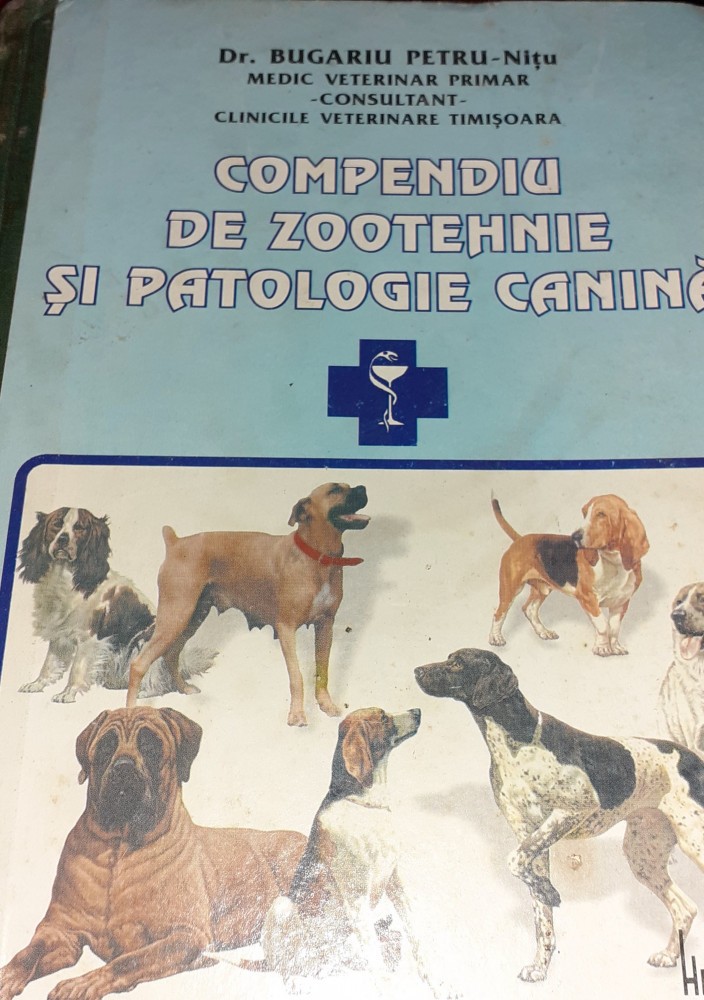 Dr. BUGARIU PETRU-Nițu
MEDIC VETERINAR PRIMAR
-CONSULTANT-
CLINICILE VETERINARE TIMIȘOARA
COMPENDIU
DE ZOOTEHNIE
ȘI PATOLOGIE CANINĂ